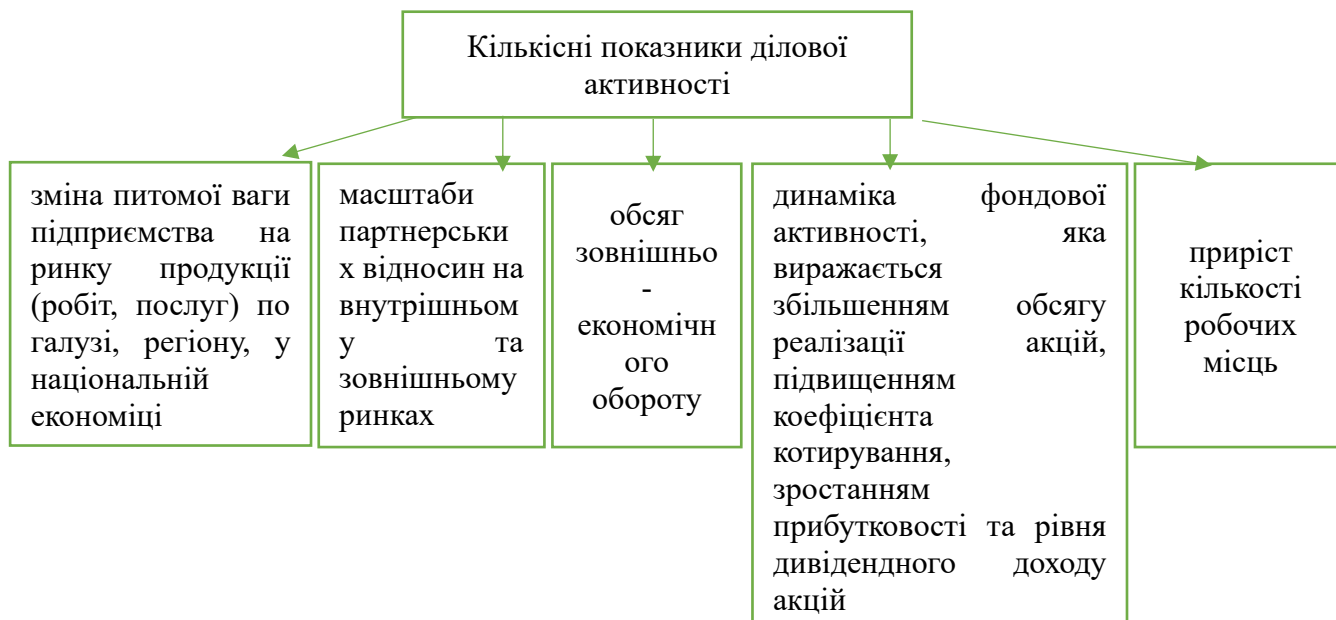 Кількісні показники ділової
активності
зміна питомої ваги
підприємства на
ринку продукції
(робіт, послуг) по
галузі, регіону, у
національній
економіці
масштаби
партнерськи
х відносин на
внутрішньом
у та
зовнішньому
ринках
обсяг
зовнішньо
-
економічн
ого
обороту
динаміка фондової
активності, яка
виражається
збільшенням обсягу
реалізації акцій,
підвищенням
коефіцієнта
котирування,
зростанням
прибутковості та рівня
дивідендного доходу
акцій
приріст
кількості
робочих
місць